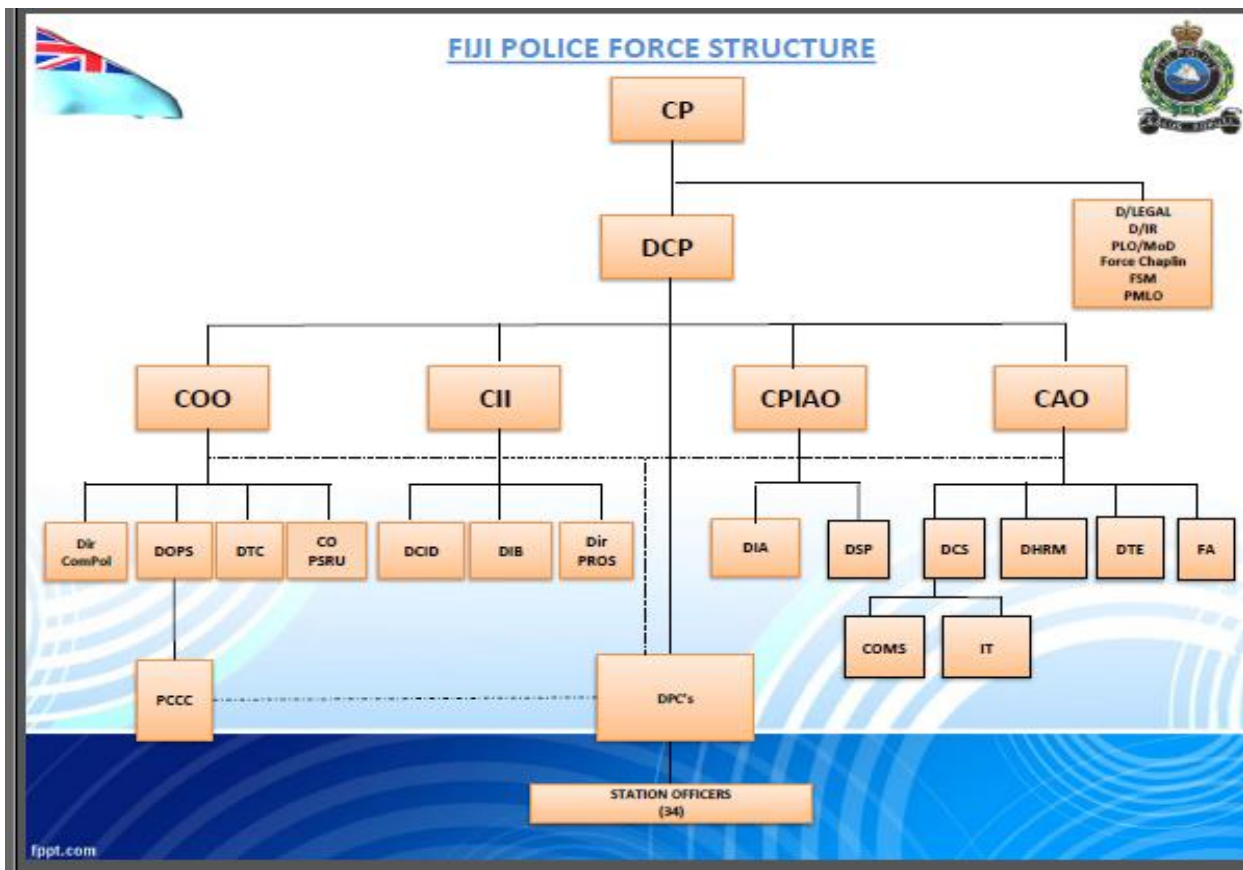 FIJI POLICE FORCE STRUCTURE
CP
D/LEGAL
D/IR
PLO/MoD
Force Chaplin
FSM
PMLO
DCP
COO
CII
CPIAO
CAO
Dir
ComPol
DOPS
DTC
CO
PSRU
DCID
DIB
Dir
PROS
DIA
DSP
DCS
DHRM
DTE
FA
COMS
IT
PCCC
DPC's
STATION OFFICERS
(34)
fppt.com